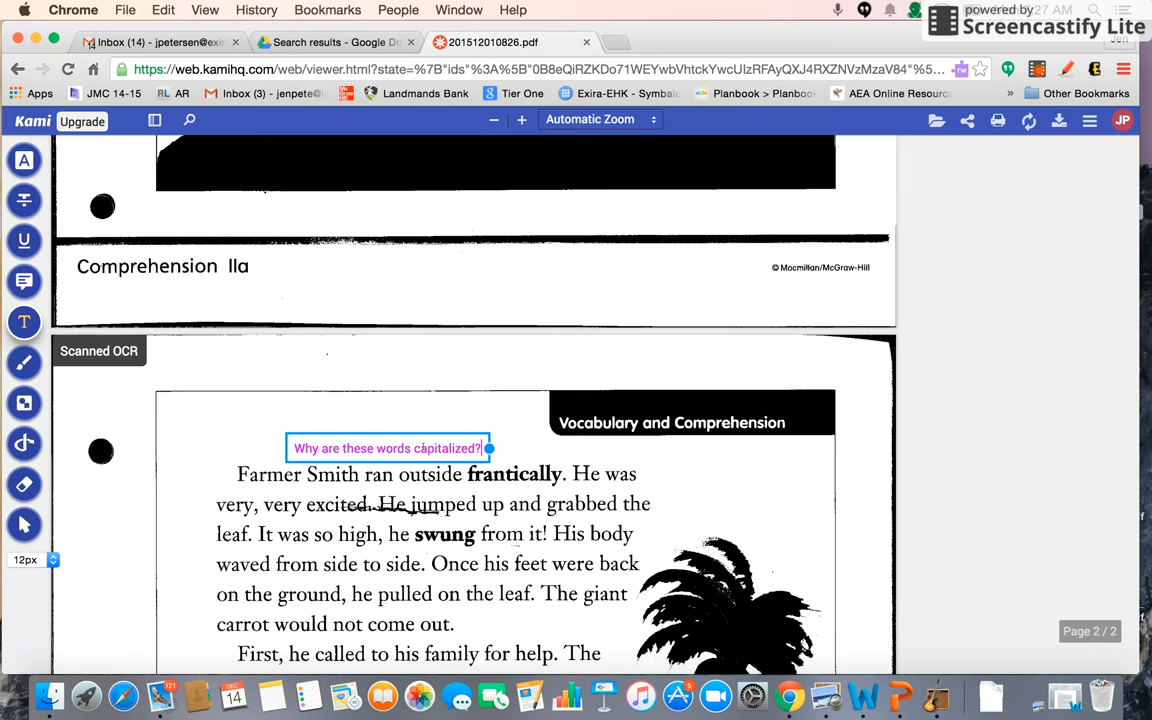 Chrome File Edit View History Bookmarks People Window Help
powered by
Screencastify Lite
Inbox (14) - jpetersen@exir
Search results - Google Dri
201512010826.pdf
Jen
https://web.kamihq.com/web/viewer.html?state=%7B"ids"%3A%5B"0B8eQiRZKDo71WEYwbVhtckYwcUlzRFAyQXJ4RXZNVzMzaV84"%...
Apps JMC 14-15 AR Inbox (3) - jenpete@ Landmands Bank Tier One Exira-EHK - Symbal Planbook > Planboo AEA Online Resourc » Other Bookmarks
Kami Upgrade Automatic Zoom JP
Comprehension IIa
© Macmillan/McGraw-Hill
Scanned OCR
Vocabulary and Comprehension
Why are these words capitalized?
Farmer Smith ran outside frantically. He was
very, very excited. He jumped up and grabbed the
leaf. It was so high, he swung from it! His body
waved from side to side. Once his feet were back
on the ground, he pulled on the leaf. The giant
carrot would not come out.
First, he called to his family for help. The
12px
Page 2 / 2
121
DEC
14
5